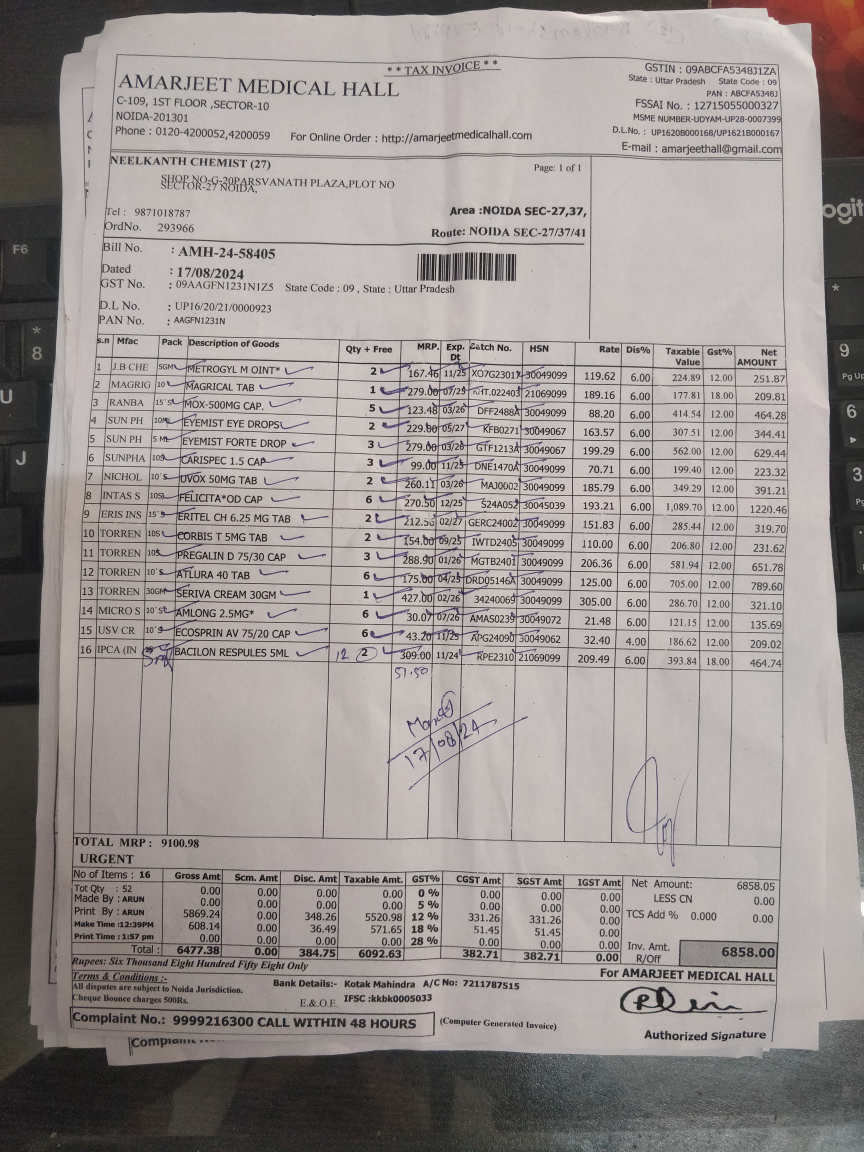 * * TAX INVOICE * *
AMARJEET MEDICAL HALL
C-109, 1ST FLOOR ,SECTOR-10
NOIDA-201301
Phone : 0120-4200052,4200059 For Online Order : http://amarjeetmedicalhall.com
GSTIN : 09ABCFA5348J1ZA
State : Uttar Pradesh State Code : 09
PAN : ABCFA5348J
FSSAI No. : 12715055000327
MSME NUMBER-UDYAM-UP28-0007399
D.L.No. : UP1620B000168/UP1621B000167
E-mail : amarjeethall@gmail.com
NEELKANTH CHEMIST (27) Page: 1 of 1
SHOP NO-G-20PARSVANATH PLAZA,PLOT NO
SECTOR-27 NOIDA,
Tel : 9871018787 Area :NOIDA SEC-27,37,
OrdNo. 293966 Route: NOIDA SEC-27/37/41
Bill No. : AMH-24-58405
Dated : 17/08/2024
GST No. : 09AAGFN1231N1Z5 State Code : 09 , State : Uttar Pradesh
D.L No. : UP16/20/21/0000923
PAN No. : AAGFN1231N
s.n Mfac Pack Description of Goods Qty + Free MRP. Exp. Dt Batch No. HSN Rate Dis% Taxable Value Gst% Net AMOUNT
1 J.B CHE 5GM METROGYL M OINT* 2 167.46 11/25 XO7G2301 30049099 119.62 6.00 224.89 12.00 251.87
2 MAGRIG 10 MAGRICAL TAB 1 279.00 07/25 022403 21069099 189.16 6.00 177.81 18.00 209.81
3 RANBA 15 MOX-500MG CAP. 5 123.48 03/26 DFF2488A 30049099 88.20 6.00 414.54 12.00 464.28
4 SUN PH 10ML EYEMIST EYE DROPS 2 229.00 05/27 KFB0271 30049067 163.57 6.00 307.51 12.00 344.41
5 SUN PH 5 ML EYEMIST FORTE DROP 3 279.00 03/26 GTF1213A 30049067 199.29 6.00 562.00 12.00 629.44
6 SUNPHA 10S CARISPEC 1.5 CAP 3 99.00 11/25 DNE1470A 30049099 70.71 6.00 199.40 12.00 223.32
7 NICHOL 10'S UVOX 50MG TAB 2 260.11 03/26 MAJ0002 30049099 185.79 6.00 349.29 12.00 391.21
8 INTAS S 10S FELICITA*OD CAP 6 270.50 12/25 S24A052 30045039 193.21 6.00 1,089.70 12.00 1220.46
9 ERIS INS 15'S ERITEL CH 6.25 MG TAB 2 212.56 02/27 GERC24002 30049099 151.83 6.00 285.44 12.00 319.70
10 TORREN 10S CORBIS T 5MG TAB 2 154.00 09/25 IWTD2405 30049099 110.00 6.00 206.80 12.00 231.62
11 TORREN 10S PREGALIN D 75/30 CAP 3 288.90 01/26 MGTB2401 30049099 206.36 6.00 581.94 12.00 651.78
12 TORREN 10'S ATLURA 40 TAB 6 175.00 04/25 DRD05146A 30049099 125.00 6.00 705.00 12.00 789.60
13 TORREN 30GM SERIVA CREAM 30GM 1 427.00 02/26 34240069 30049099 305.00 6.00 286.70 12.00 321.10
14 MICRO S 10'S AMLONG 2.5MG* 6 30.07 07/26 AMAS0239 30049072 21.48 6.00 121.15 12.00 135.69
15 USV CR 10'S ECOSPRIN AV 75/20 CAP 6 43.20 11/25 APG24090 30049062 32.40 4.00 186.62 12.00 209.02
16 IPCA (IN 5ml BACILON RESPULES 5ML 12 2 309.00 11/24 RPE2310 21069099 209.49 6.00 393.84 18.00 464.74
51.50
17/08/24
TOTAL MRP : 9100.98
URGENT
No of Items : 16 Gross Amt Scm. Amt Disc. Amt Taxable Amt. GST% CGST Amt SGST Amt IGST Amt Net Amount: 6858.05
Tot Qty : 52 0.00 0.00 0.00 0.00 0 % 0.00 0.00 0.00 LESS CN 0.00
Made By : ARUN 0.00 0.00 0.00 0.00 5 % 0.00 0.00 0.00
Print By : ARUN 5869.24 0.00 348.26 5520.98 12 % 331.26 331.26 0.00 TCS Add % 0.000 0.00
Make Time :12:39PM 608.14 0.00 36.49 571.65 18 % 51.45 51.45 0.00
Print Time : 1:57 pm 0.00 0.00 0.00 0.00 28 % 0.00 0.00 0.00
Total : 6477.38 0.00 384.75 6092.63 382.71 382.71 0.00 Inv. Amt. R/Off 6858.00
Rupees: Six Thousand Eight Hundred Fifty Eight Only
For AMARJEET MEDICAL HALL
Terms & Conditions :-
All disputes are subject to Noida Jurisdiction.
Cheque Bounce charges 500Rs.
Bank Details:- Kotak Mahindra A/C No: 7211787515
E.&O.E. IFSC :kkbk0005033
Complaint No.: 9999216300 CALL WITHIN 48 HOURS
(Computer Generated Invoice)
Authorized Signature
F6
*
8
U
J
ogit
9
Pg Up
6
3
Pg